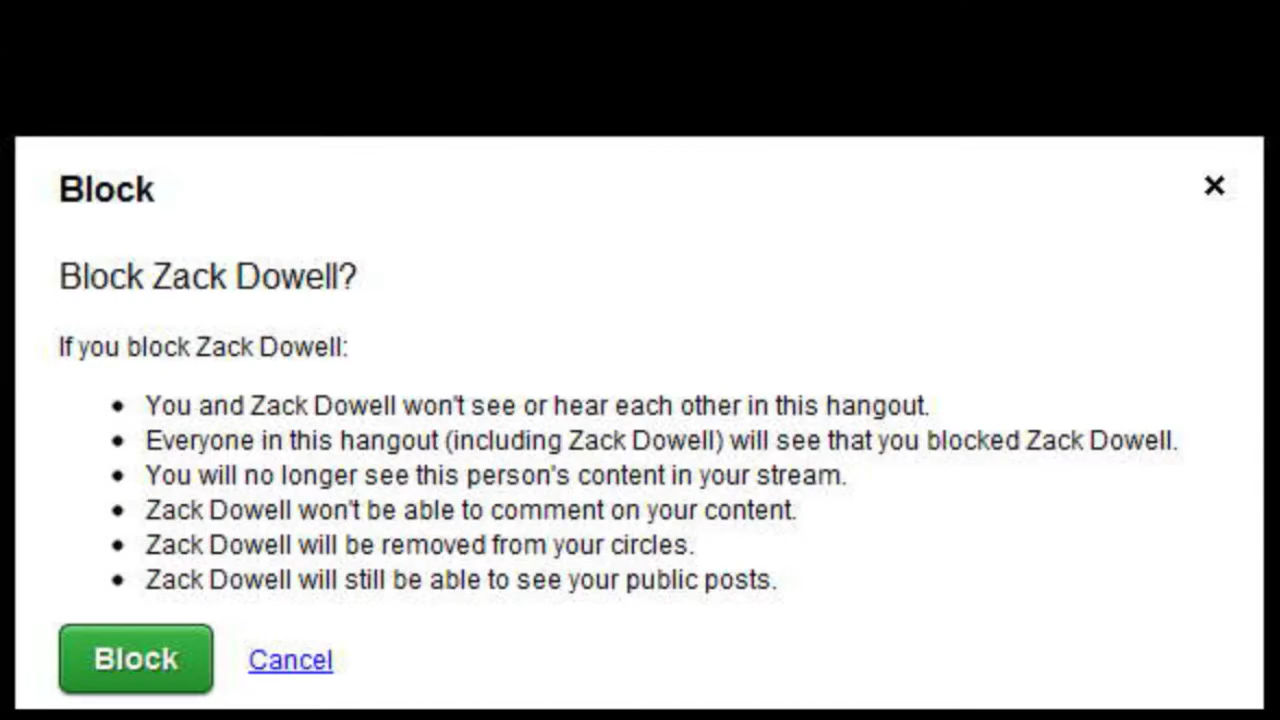 Block
×
Block Zack Dowell?
If you block Zack Dowell:
• You and Zack Dowell won't see or hear each other in this hangout.
• Everyone in this hangout (including Zack Dowell) will see that you blocked Zack Dowell.
• You will no longer see this person's content in your stream.
• Zack Dowell won't be able to comment on your content.
• Zack Dowell will be removed from your circles.
• Zack Dowell will still be able to see your public posts.
Block Cancel